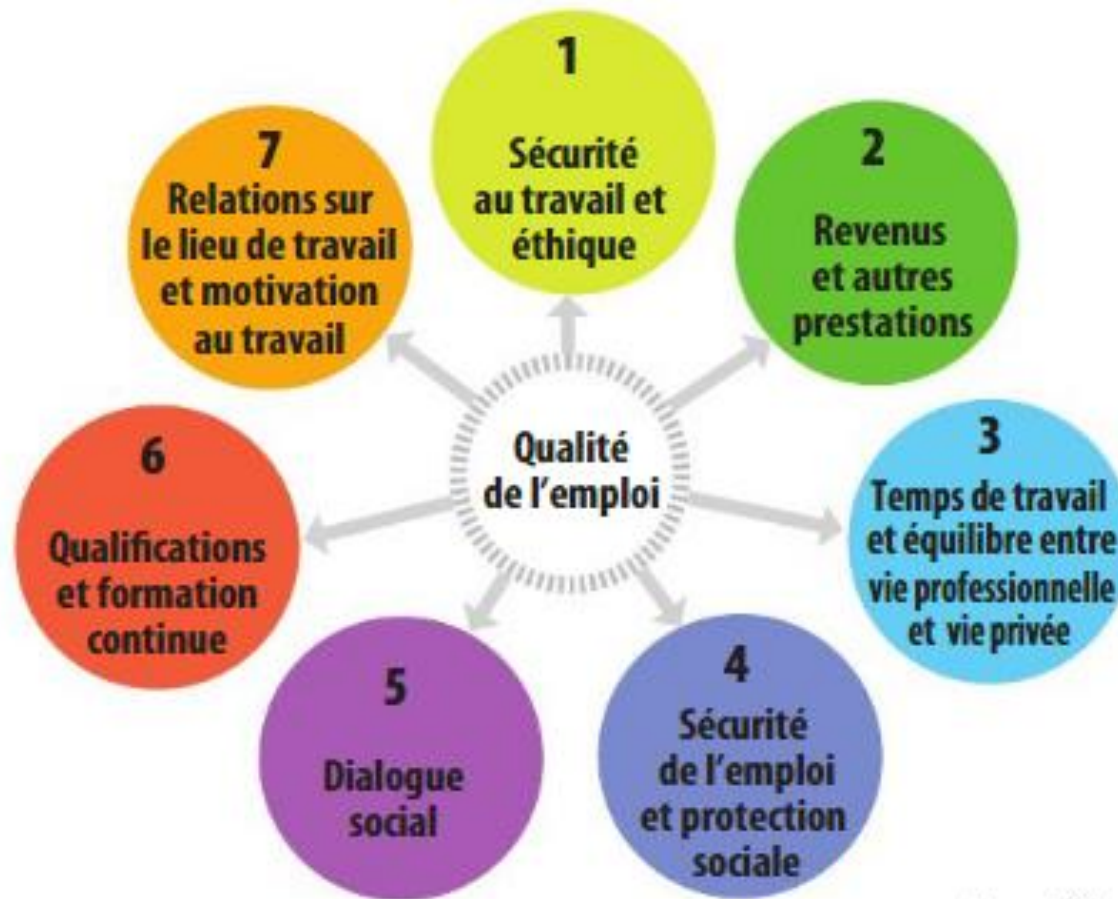 Qualité
de l'emploi
1
Sécurité
au travail et
éthique
2
Revenus
et autres
prestations
3
Temps de travail
et équilibre entre
vie professionnelle
et vie privée
4
Sécurité
de l'emploi
et protection
sociale
5
Dialogue
social
6
Qualifications
et formation
continue
7
Relations sur
le lieu de travail
et motivation
au travail